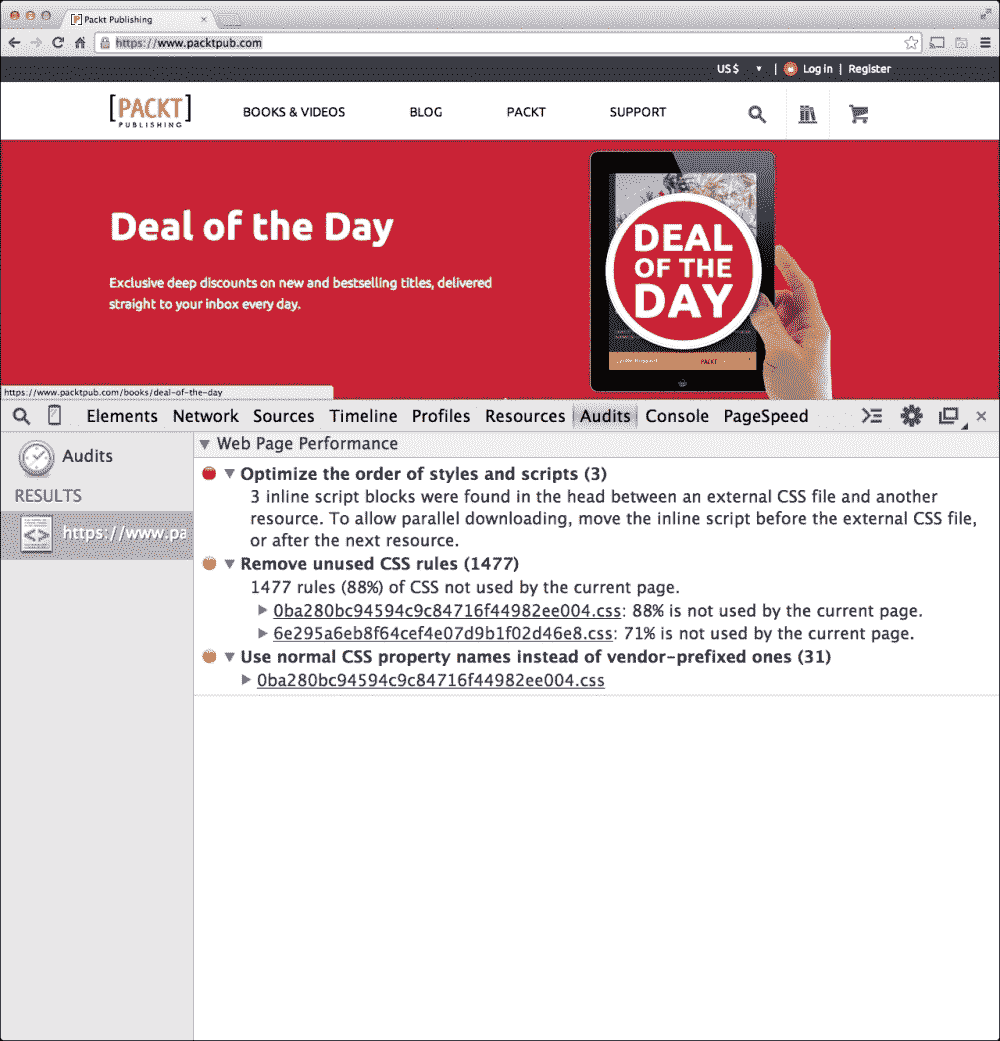 Packt Publishing
https://www.packtpub.com
US $ | Log in | Register
[PACKT]
PUBLISHING
BOOKS & VIDEOS BLOG PACKT SUPPORT
Deal of the Day
Exclusive deep discounts on new and bestselling titles, delivered
straight to your inbox every day.
DEAL
OF THE
DAY
PACKT
https://www.packtpub.com/books/deal-of-the-day
Elements Network Sources Timeline Profiles Resources Audits Console PageSpeed
Audits
RESULTS
https://www.pa
Web Page Performance
Optimize the order of styles and scripts (3)
3 inline script blocks were found in the head between an external CSS file and another
resource. To allow parallel downloading, move the inline script before the external CSS file,
or after the next resource.
Remove unused CSS rules (1477)
1477 rules (88%) of CSS not used by the current page.
0ba280bc94594c9c84716f44982ee004.css: 88% is not used by the current page.
6e295a6eb8f64cef4e07d9b1f02d46e8.css: 71% is not used by the current page.
Use normal CSS property names instead of vendor-prefixed ones (31)
0ba280bc94594c9c84716f44982ee004.css